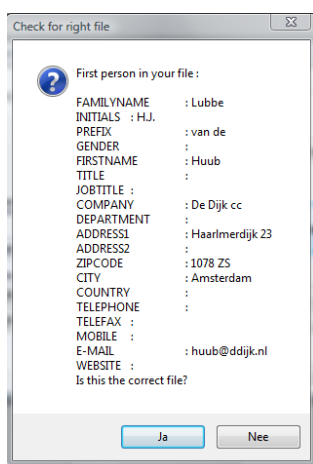 Check for right file
First person in your file :
FAMILYNAME : Lubbe
INITIALS : H.J.
PREFIX : van de
GENDER :
FIRSTNAME : Huub
TITLE :
JOBTITLE :
COMPANY : De Dijk cc
DEPARTMENT :
ADDRESS1 : Haarlmerdijk 23
ADDRESS2 :
ZIPCODE : 1078 ZS
CITY : Amsterdam
COUNTRY :
TELEPHONE :
TELEFAX :
MOBILE :
E-MAIL : huub@ddijk.nl
WEBSITE :
Is this the correct file?
Ja Nee